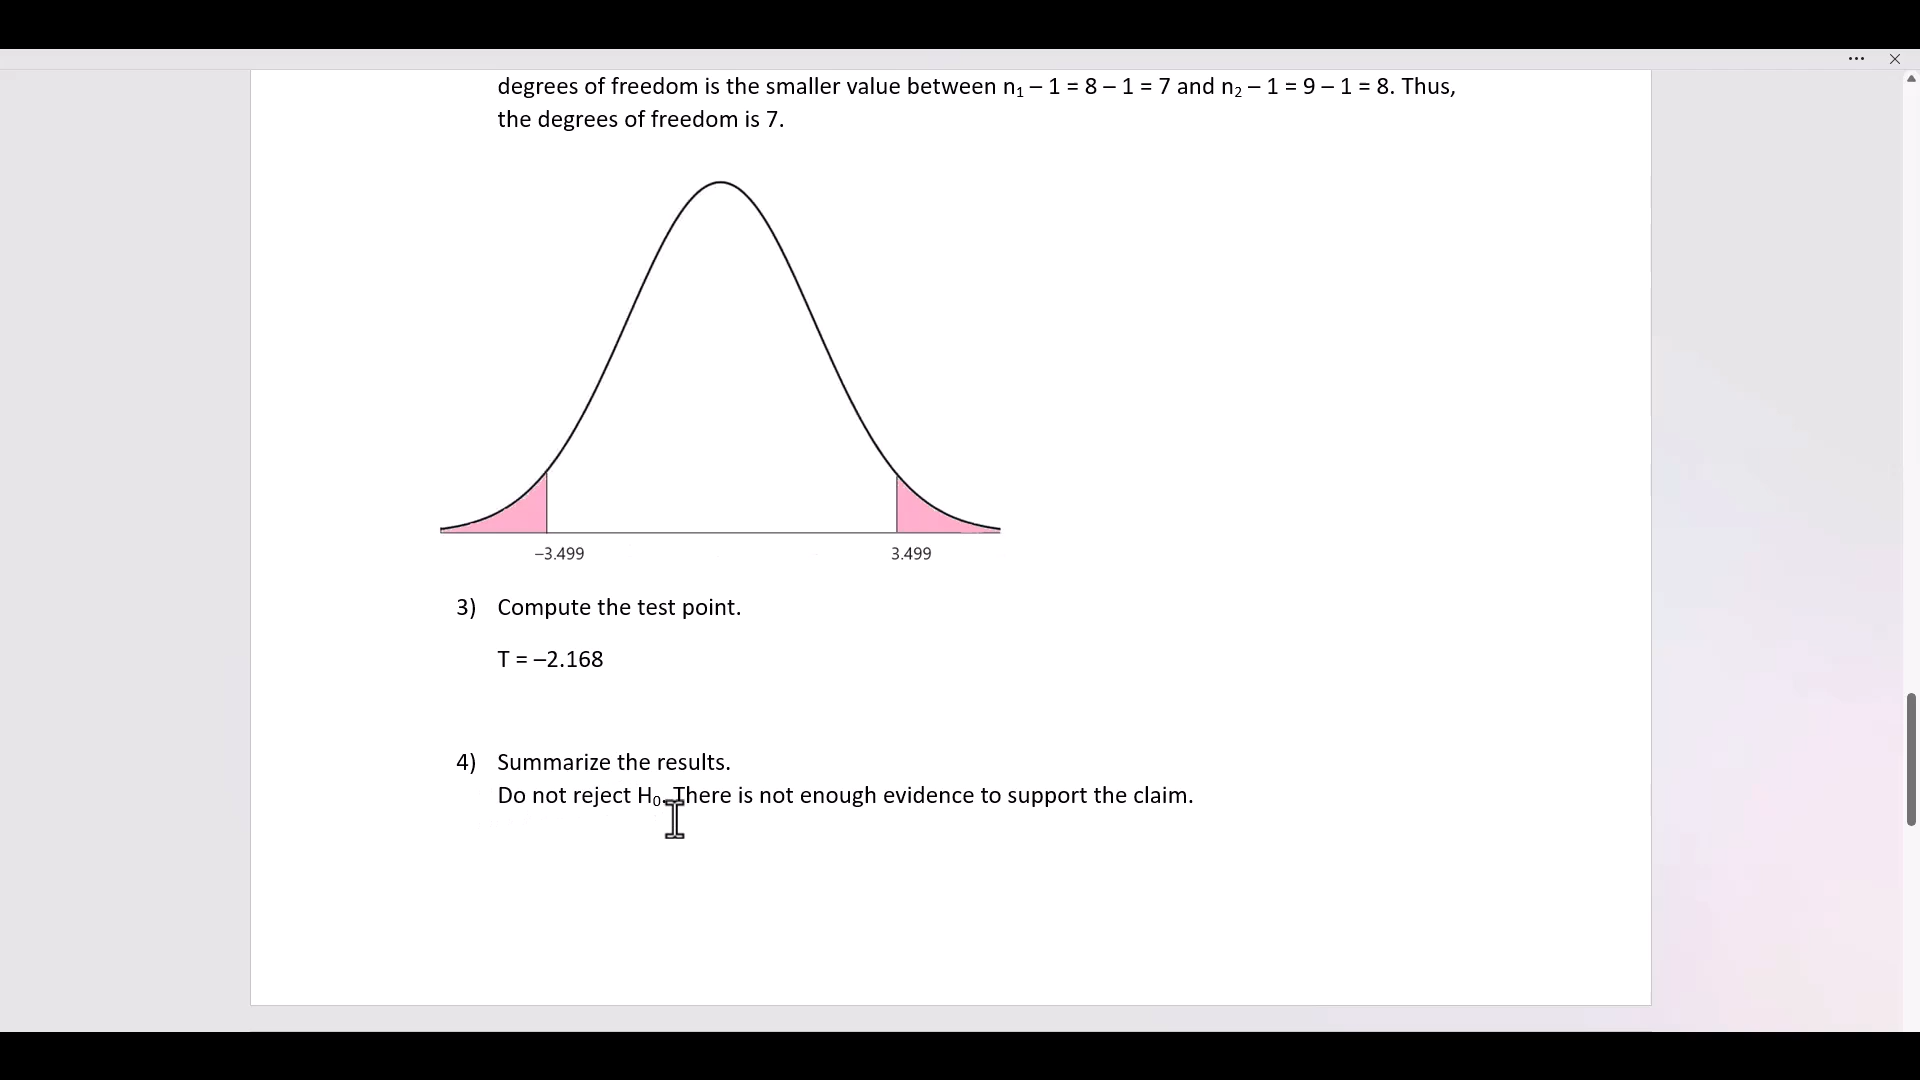 degrees of freedom is the smaller value between n₁ – 1 = 8 – 1 = 7 and n₂ – 1 = 9 – 1 = 8. Thus,
the degrees of freedom is 7.
–3.499 3.499
3) Compute the test point.
T = –2.168
4) Summarize the results.
Do not reject H₀. There is not enough evidence to support the claim.